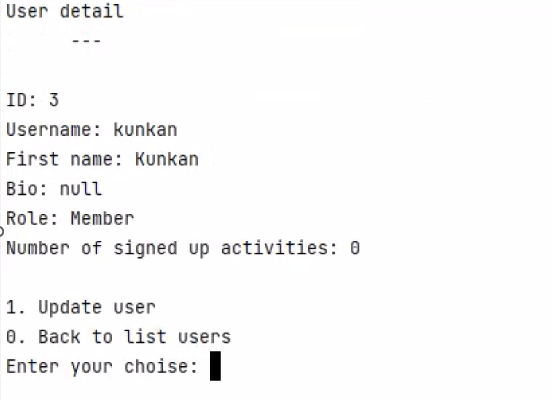 User detail
---
ID: 3
Username: kunkan
First name: Kunkan
Bio: null
Role: Member
Number of signed up activities: 0
1. Update user
0. Back to list users
Enter your choise: